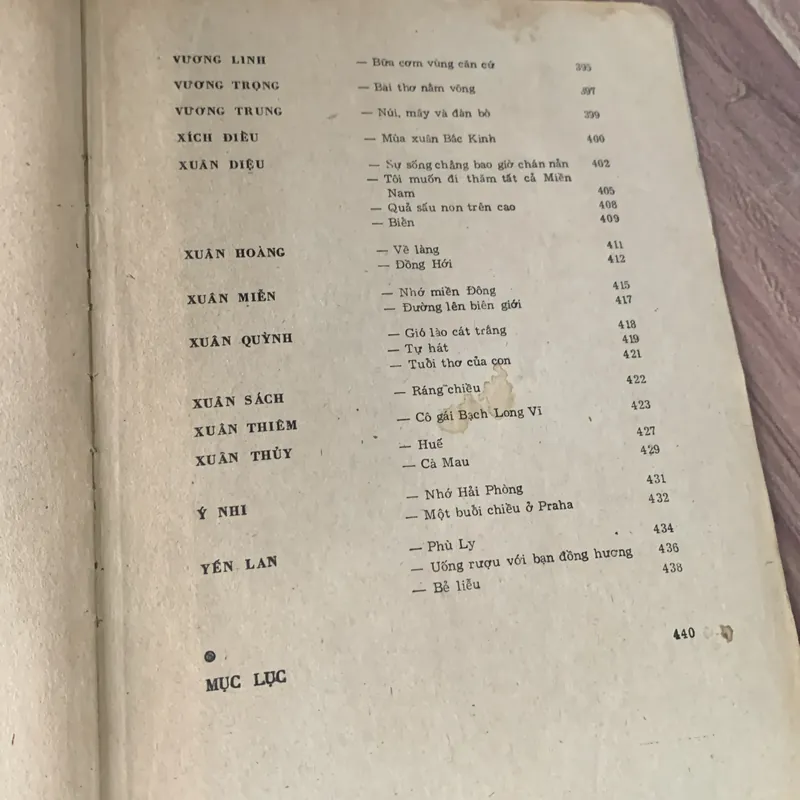 VƯƠNG LINH — Bữa cơm vùng căn cứ 395
VƯƠNG TRỌNG — Bài thơ nằm võng 397
VƯƠNG TRUNG — Núi, mây và đàn bò 399
XÍCH ĐIỂU — Mùa xuân Bắc Kinh 400
XUÂN DIỆU — Sự sống chẳng bao giờ chán nản 402
— Tôi muốn đi thăm tất cả Miền
Nam 405
— Quả sấu non trên cao 408
— Biển 409
XUÂN HOÀNG — Về làng 411
— Đồng Hới 412
XUÂN MIỄN — Nhớ miền Đông 415
— Đường lên biên giới 417
XUÂN QUỲNH — Gió lào cát trắng 418
— Tự hát 419
— Tuổi thơ của con 421
XUÂN SÁCH — Ráng chiều 422
XUÂN THIÊM — Cô gái Bạch Long Vĩ 423
XUÂN THỦY — Huế 427
— Cà Mau 429
Ý NHI — Nhớ Hải Phòng 431
— Một buổi chiều ở Praha 432
YẾN LAN — Phù Ly 434
— Uống rượu với bạn đồng hương 436
— Bẻ liễu 438
MỤC LỤC 440